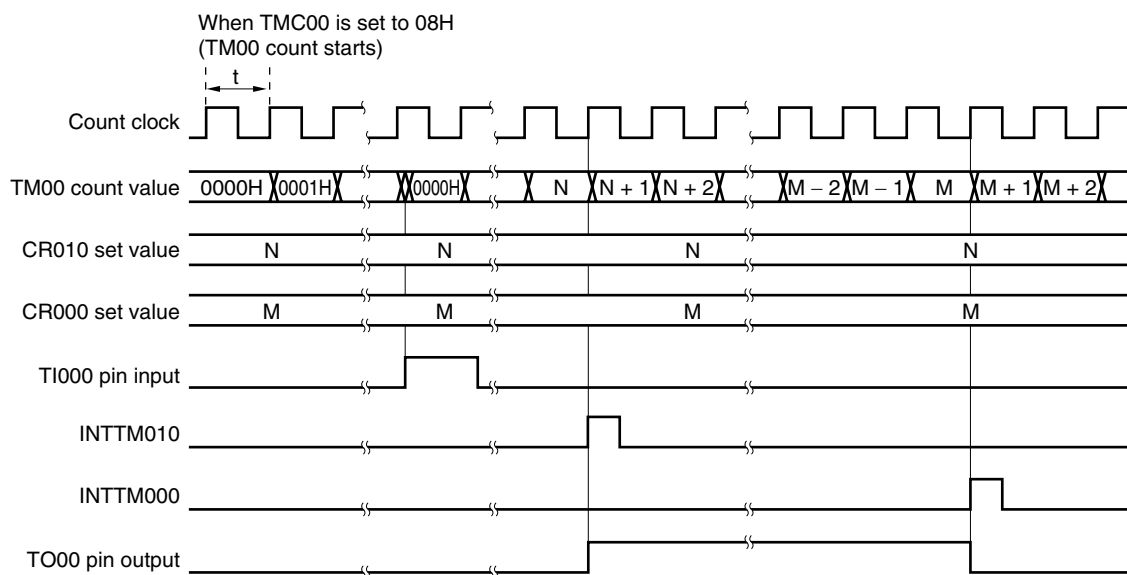 When TMC00 is set to 08H
(TM00 count starts)
t
Count clock
TM00 count value 0000H 0001H 0000H N N + 1 N + 2 M − 2 M − 1 M M + 1 M + 2
CR010 set value N N N N
CR000 set value M M M M
TI000 pin input
INTTM010
INTTM000
TO00 pin output